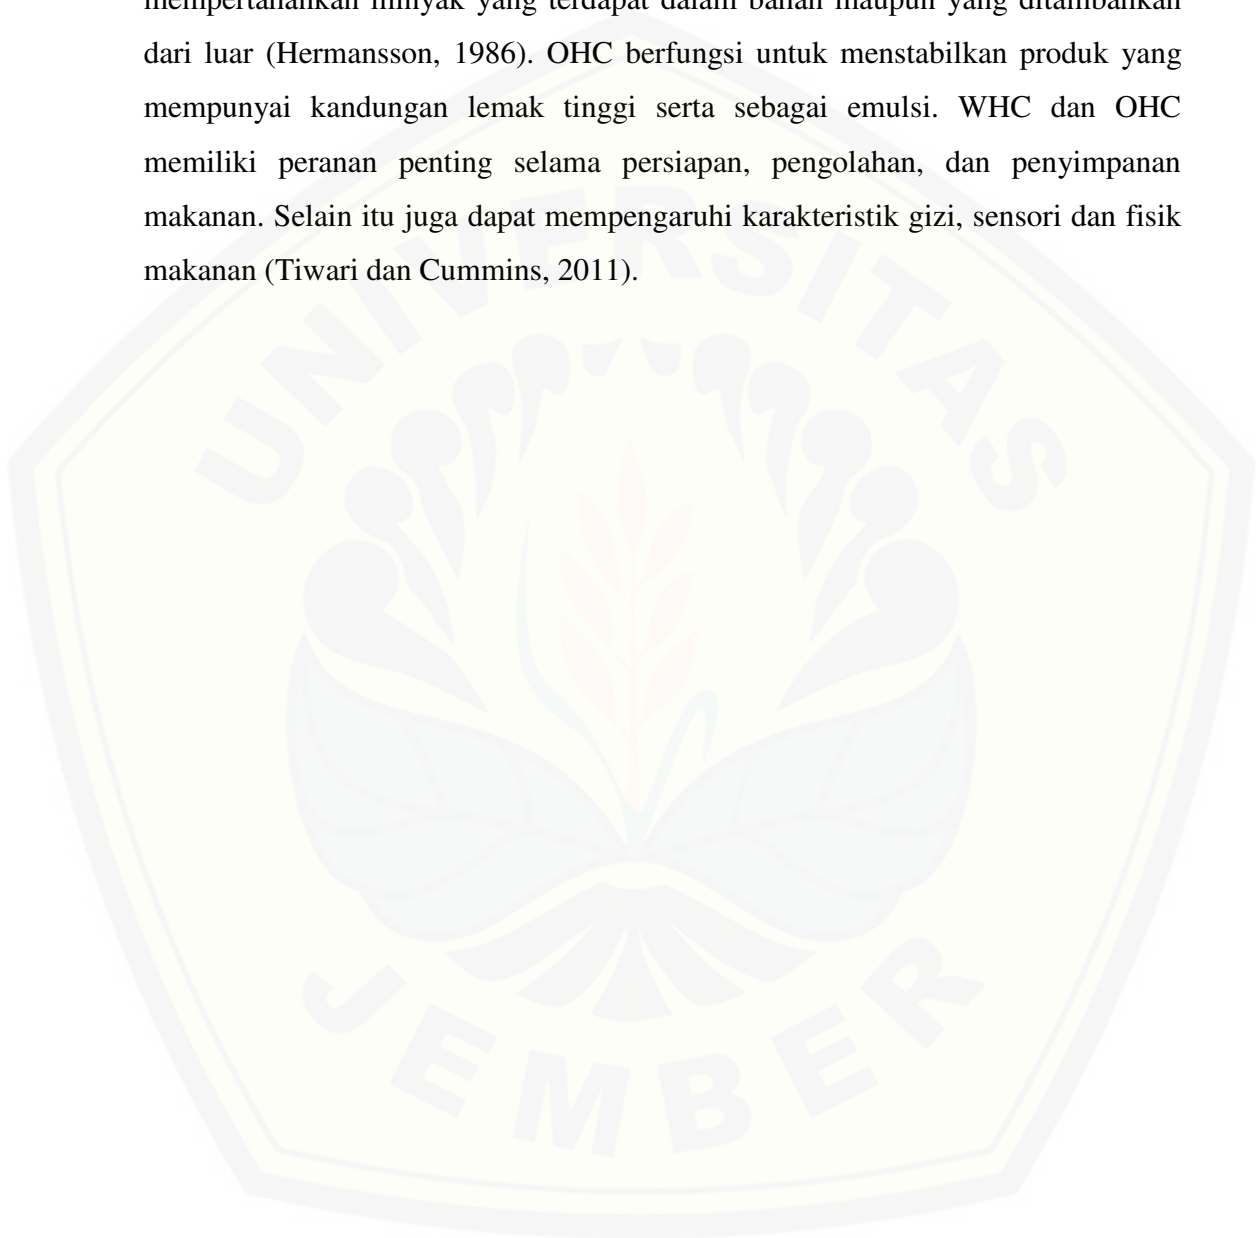 mempertahankan minyak yang terdapat dalam bahan maupun yang ditambahkan
dari luar (Hermansson, 1986). OHC berfungsi untuk menstabilkan produk yang
mempunyai kandungan lemak tinggi serta sebagai emulsi. WHC dan OHC
memiliki peranan penting selama persiapan, pengolahan, dan penyimpanan
makanan. Selain itu juga dapat mempengaruhi karakteristik gizi, sensori dan fisik
makanan (Tiwari dan Cummins, 2011).
UNIVERSITAS
JEMBER